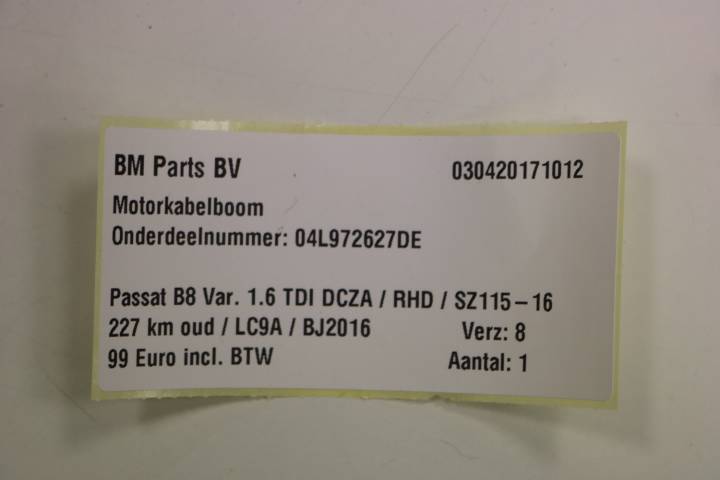 BM Parts BV 030420171012
Motorkabelboom
Onderdeelnummer: 04L972627DE
Passat B8 Var. 1.6 TDI DCZA / RHD / SZ115-16
227 km oud / LC9A / BJ2016 Verz: 8
99 Euro incl. BTW Aantal: 1